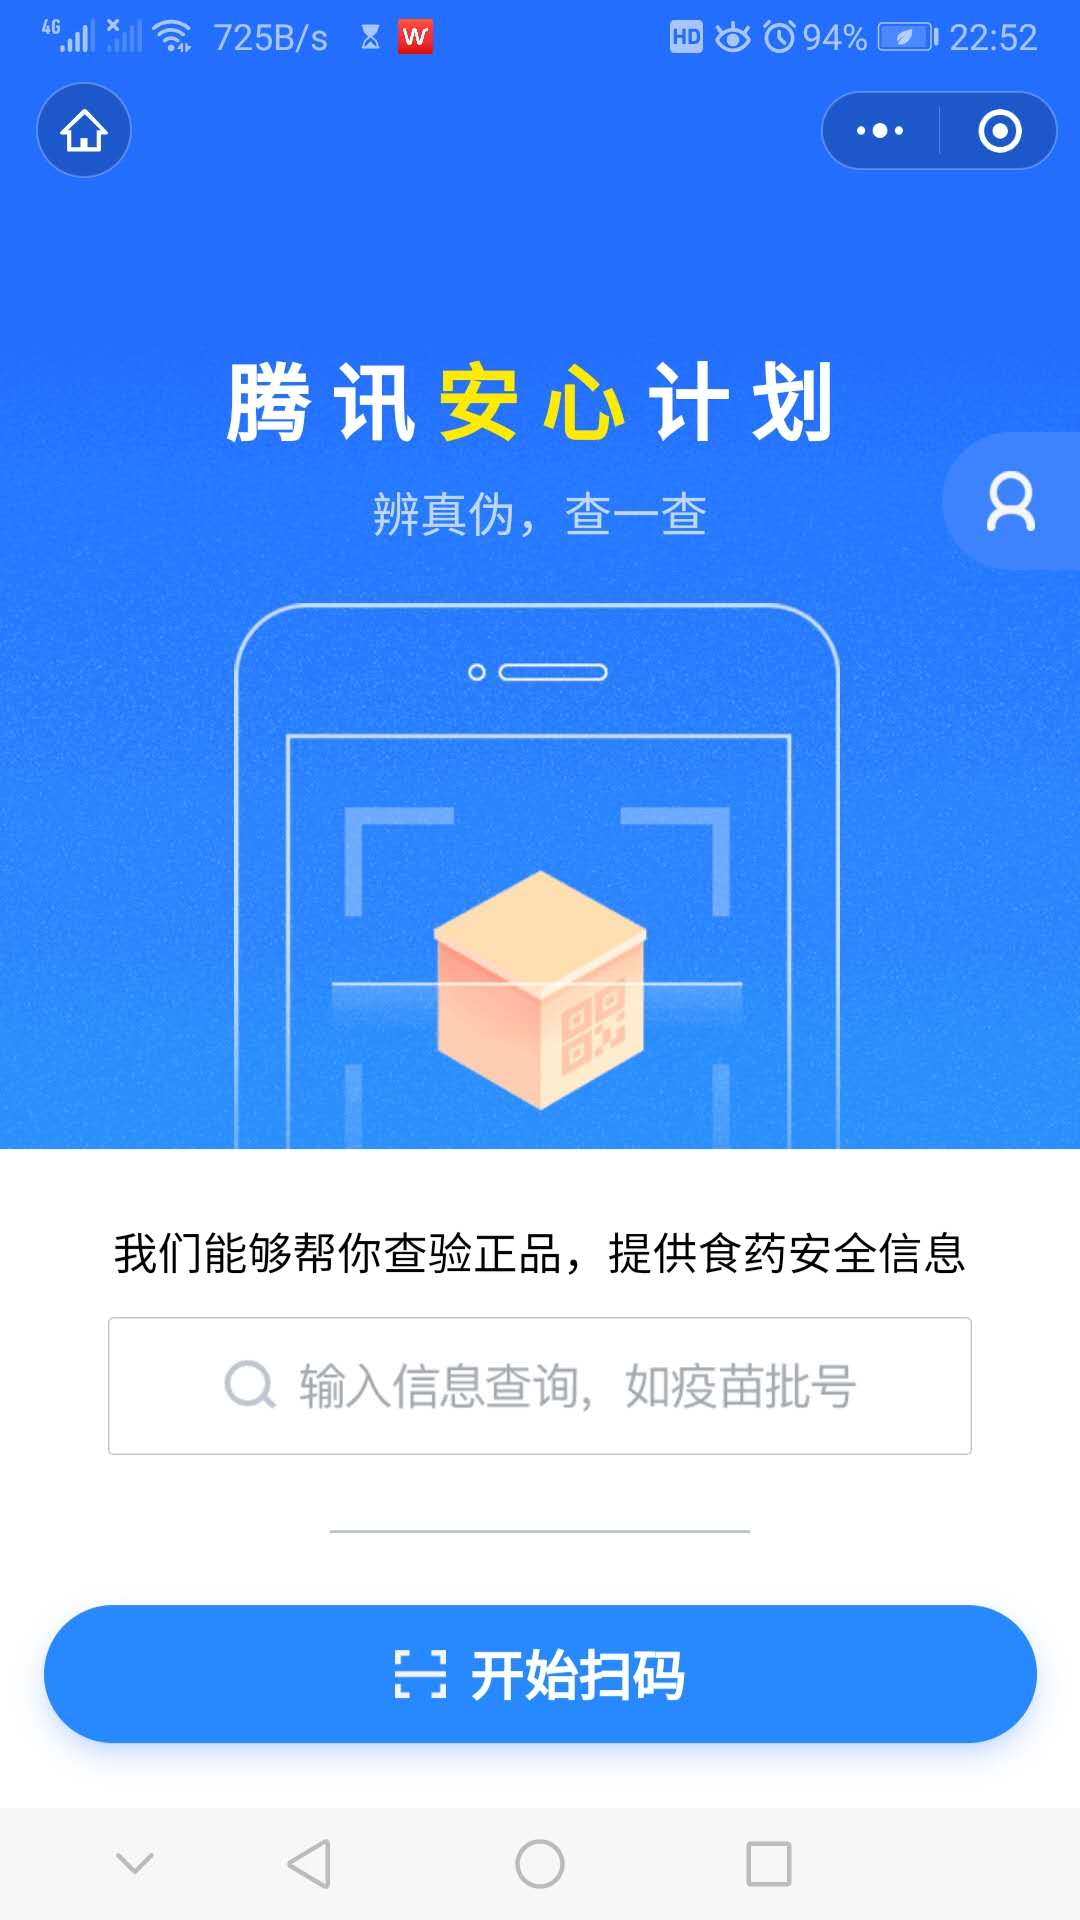 4G 725B/s W HD 94% 22:52
腾讯安心计划
辨真伪，查一查
我们能够帮你查验正品，提供食药安全信息
输入信息查询，如疫苗批号
开始扫码